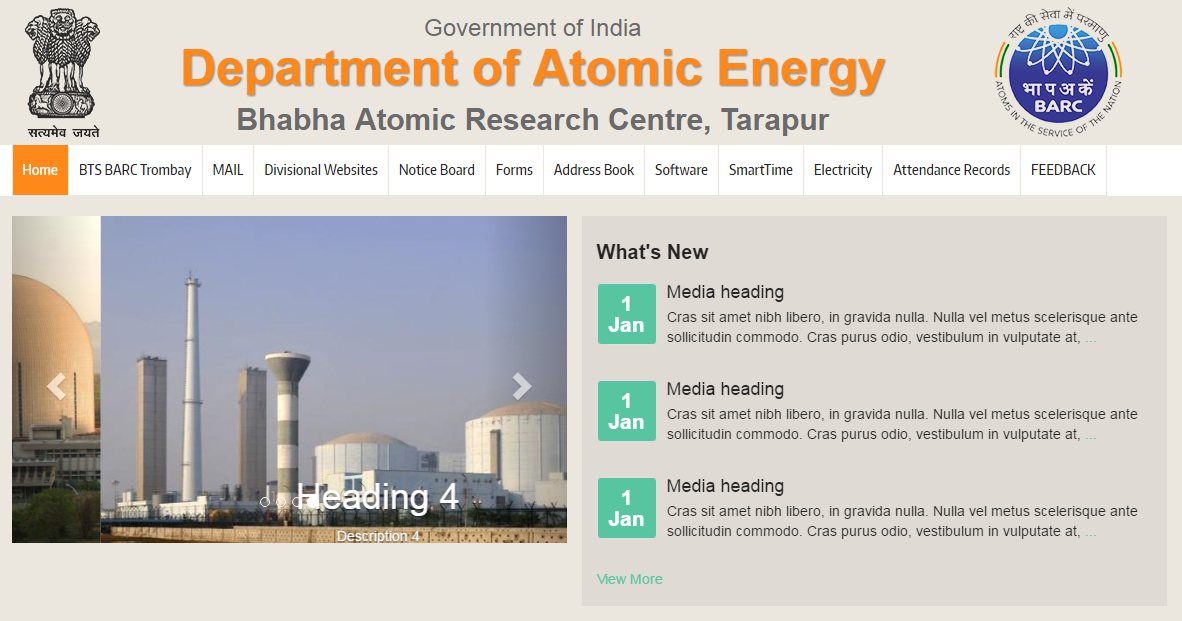 सत्यमेव जयते
Government of India
Department of Atomic Energy
Bhabha Atomic Research Centre, Tarapur
राष्ट्र की सेवा में परमाणु
भा प अ कें
BARC
ATOMS IN THE SERVICE OF THE NATION
Home BTS BARC Trombay MAIL Divisional Websites Notice Board Forms Address Book Software SmartTime Electricity Attendance Records FEEDBACK
Heading 4
Description 4
What's New
1
Jan
Media heading
Cras sit amet nibh libero, in gravida nulla. Nulla vel metus scelerisque ante
sollicitudin commodo. Cras purus odio, vestibulum in vulputate at, ...
1
Jan
Media heading
Cras sit amet nibh libero, in gravida nulla. Nulla vel metus scelerisque ante
sollicitudin commodo. Cras purus odio, vestibulum in vulputate at, ...
1
Jan
Media heading
Cras sit amet nibh libero, in gravida nulla. Nulla vel metus scelerisque ante
sollicitudin commodo. Cras purus odio, vestibulum in vulputate at, ...
View More